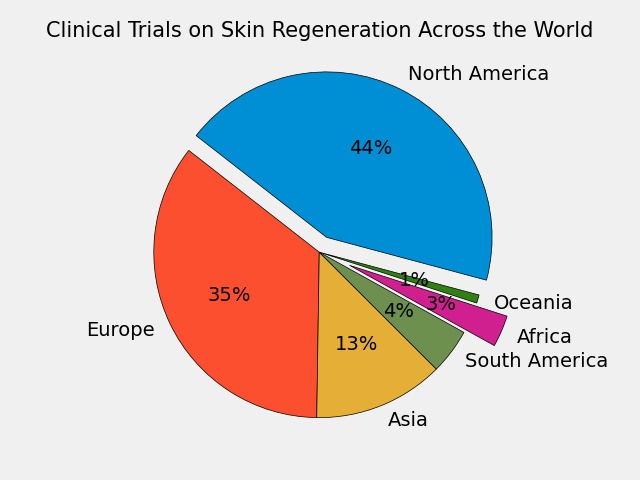 Clinical Trials on Skin Regeneration Across the World
North America
44%
35%
Europe
13%
Asia
4%
South America
3%
Africa
1%
Oceania